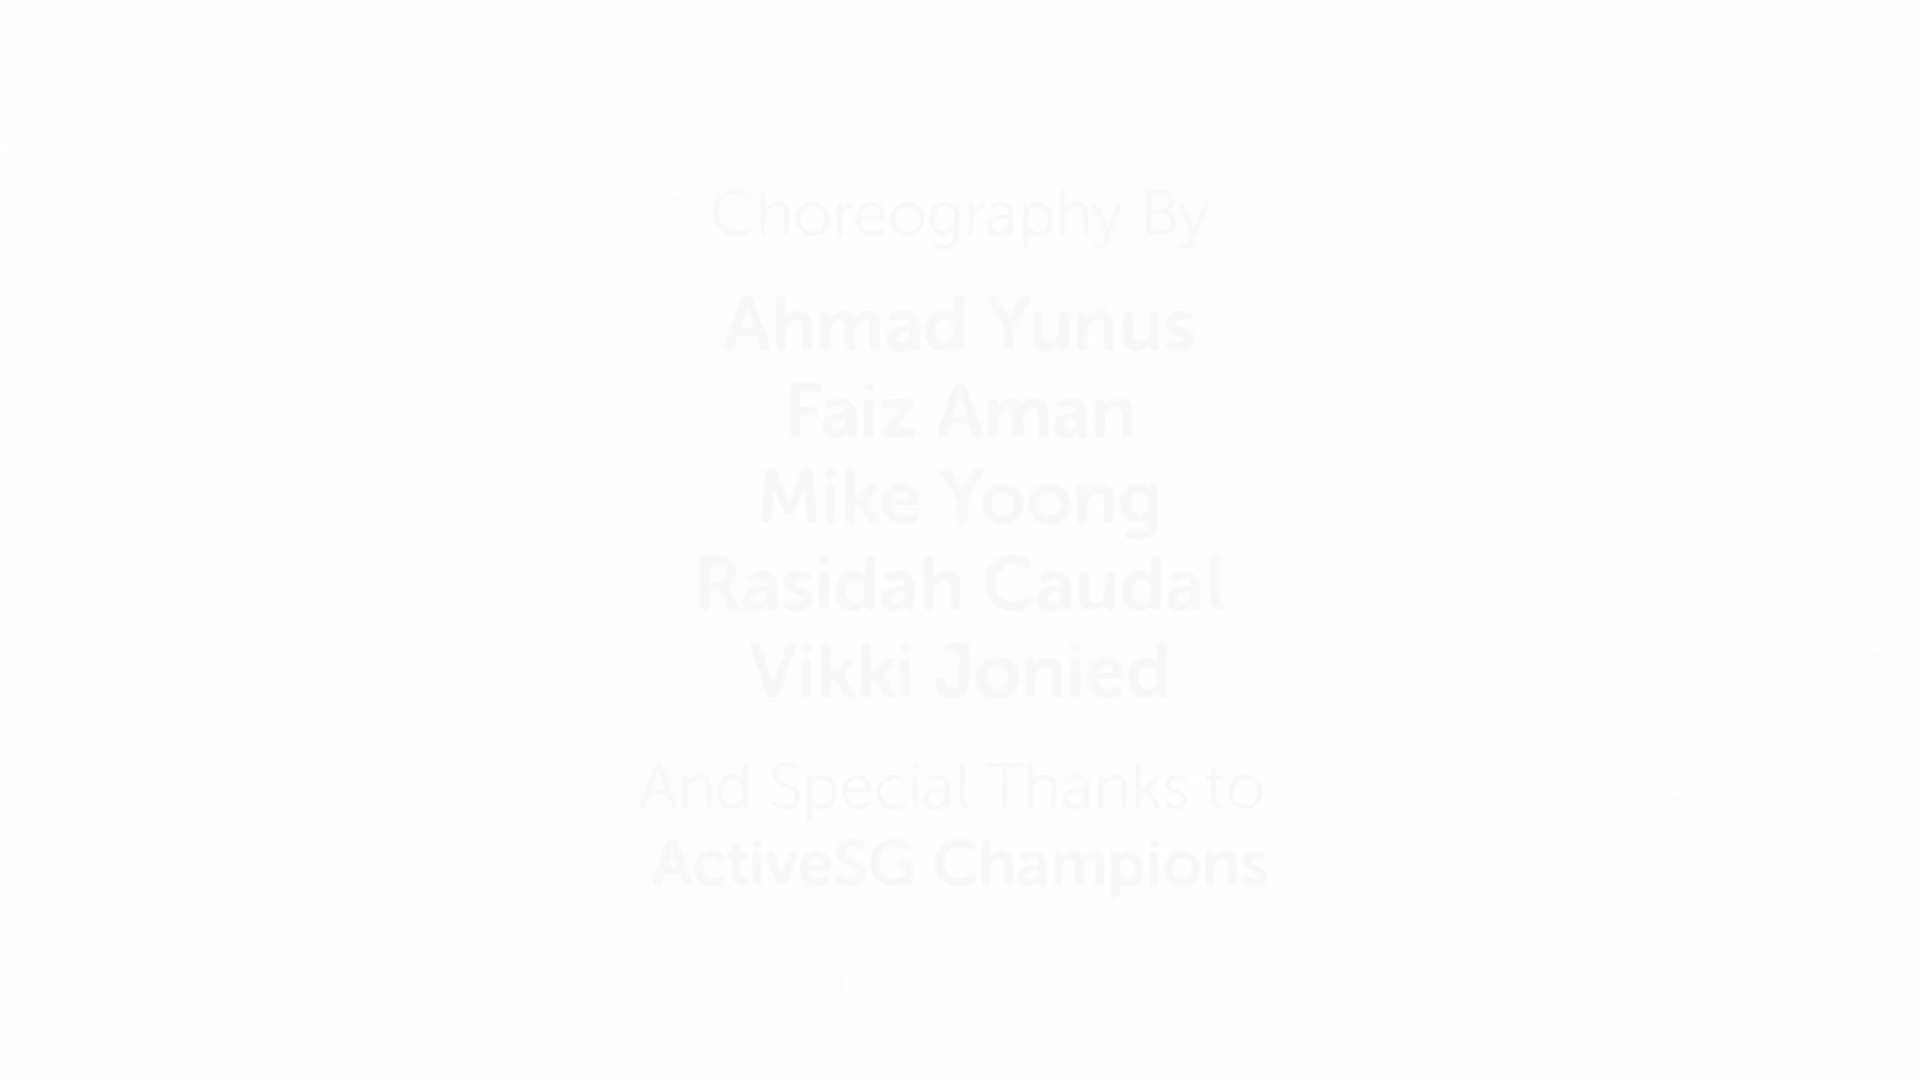 Choreography By
Ahmad Yunus
Faiz Aman
Mike Yoong
Rasidah Caudal
Vikki Jonied
And Special Thanks to
ActiveSG Champions